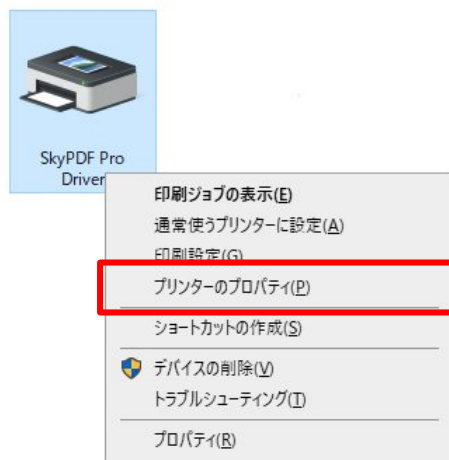 SkyPDF Pro
Driver
印刷ジョブの表示(E)
通常使うプリンターに設定(A)
印刷設定(G)
プリンターのプロパティ(P)
ショートカットの作成(S)
デバイスの削除(V)
トラブルシューティング(T)
プロパティ(R)